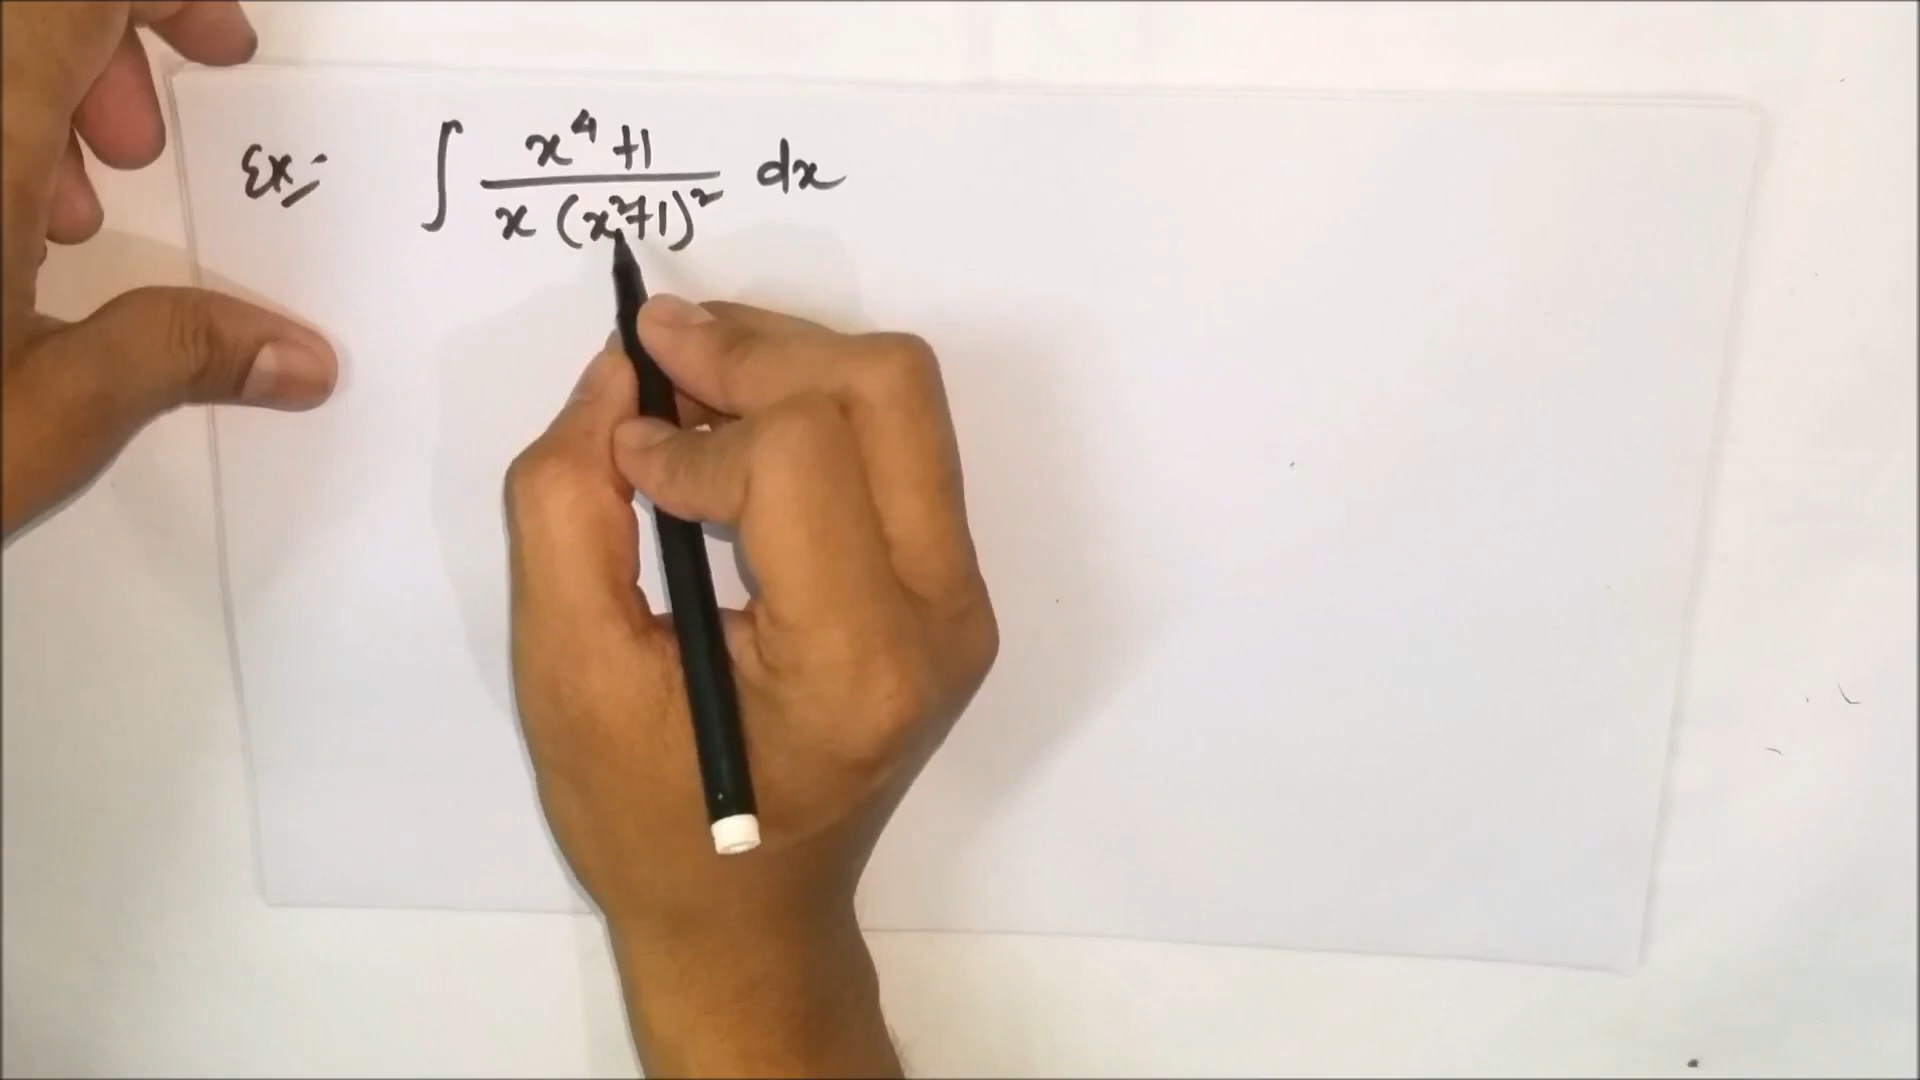 Ex:- ∫ (x⁴+1)/(x (x²+1)²) dx